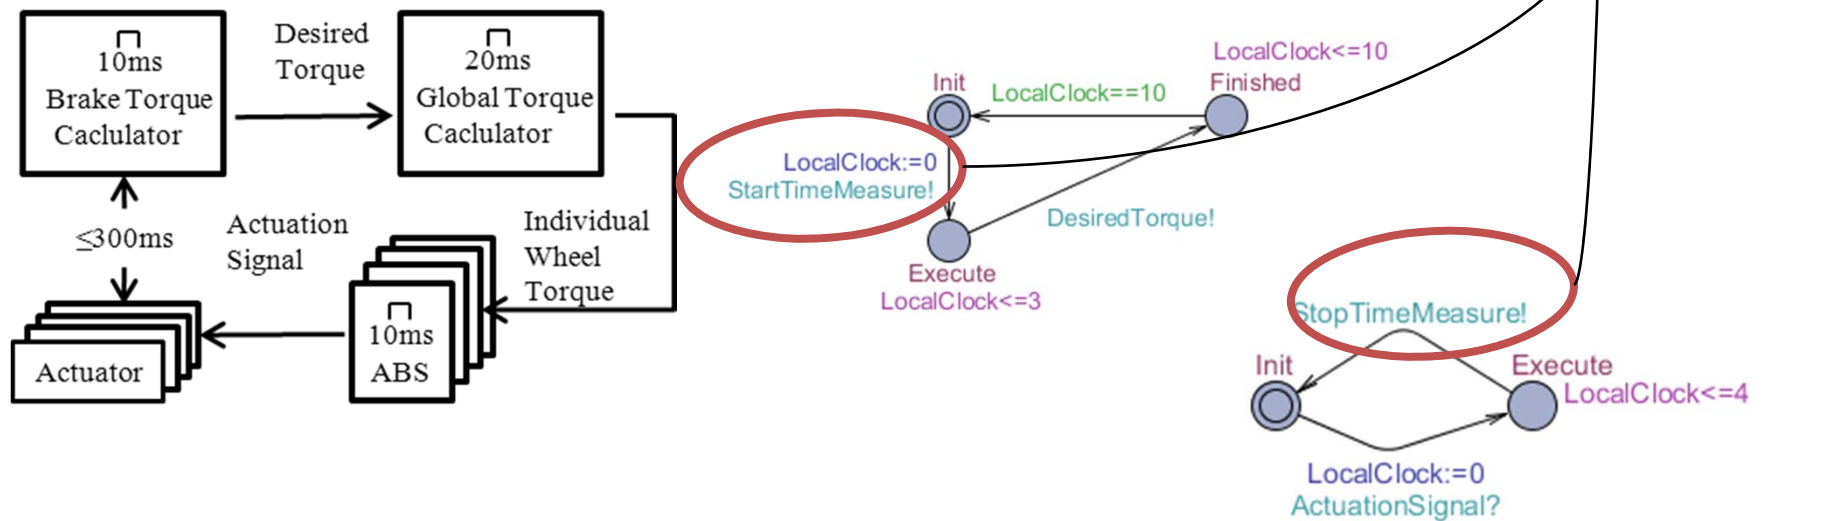 10ms
Brake Torque
Caclulator
Desired
Torque
20ms
Global Torque
Caclulator
≤300ms
Actuation
Signal
Individual
Wheel
Torque
10ms
ABS
Actuator
LocalClock<=10
Finished
Init
LocalClock==10
LocalClock:=0
StartTimeMeasure!
DesiredTorque!
Execute
LocalClock<=3
StopTimeMeasure!
Init
Execute
LocalClock<=4
LocalClock:=0
ActuationSignal?